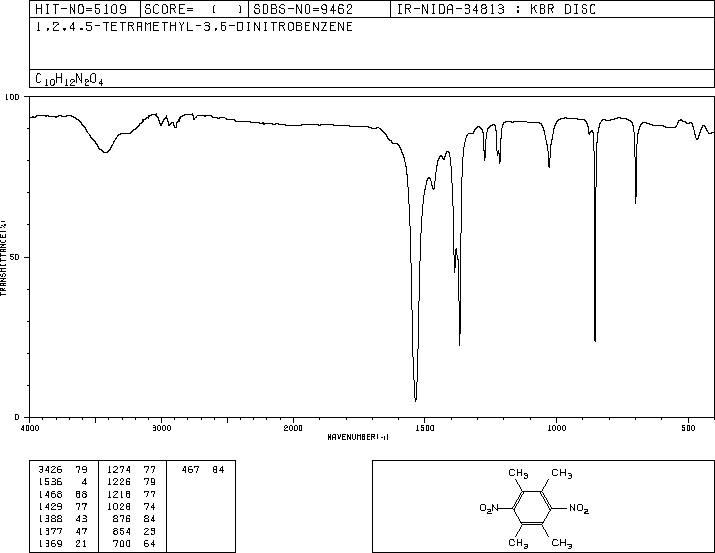 HIT-NO=5109 SCORE= ( ) SDBS-NO=9462 IR-NIDA-34813 : KBR DISC
1,2,4,5-TETRAMETHYL-3,6-DINITROBENZENE
C10H12N2O4
100
50
0
TRANSMITTANCE(%)
4000 3000 2000 1500 1000 500
WAVENUMBER(-1)
3426 79 1274 77 467 84
1536 4 1226 79
1468 68 1218 77
1429 77 1028 74
1388 43 876 84
1377 47 854 23
1369 21 700 64
CH3 CH3
O2N NO2
CH3 CH3